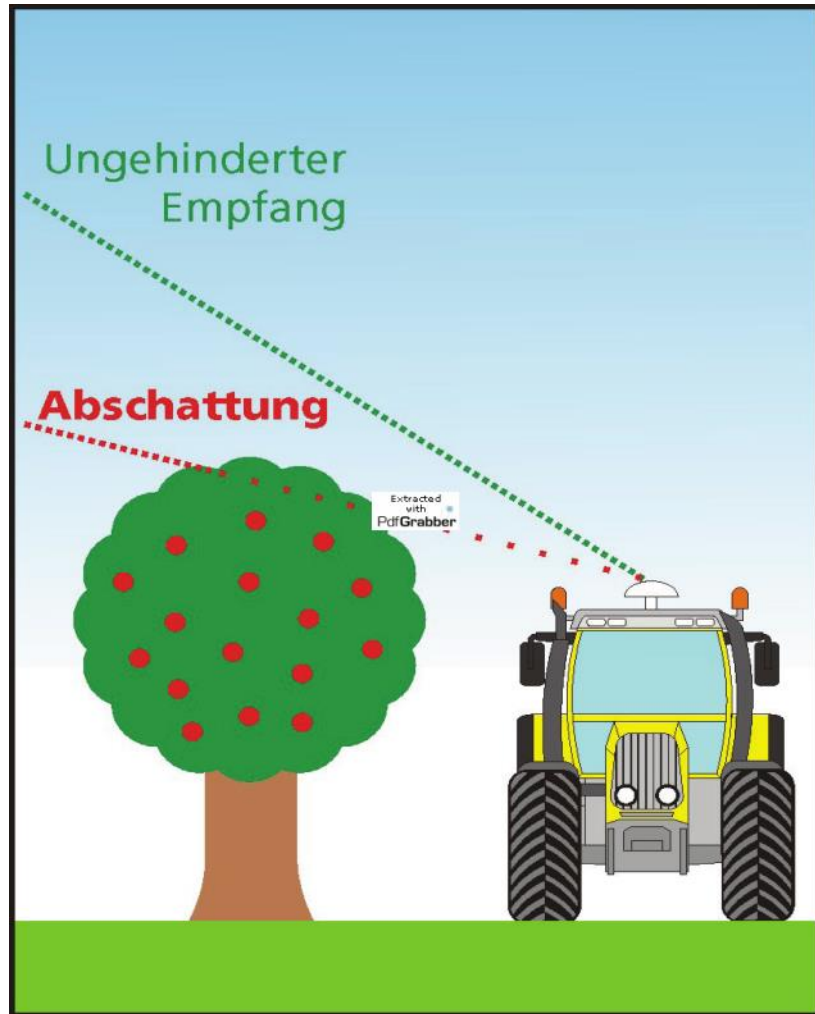 Ungehinderter
Empfang
Abschattung
Extracted
with
PdfGrabber